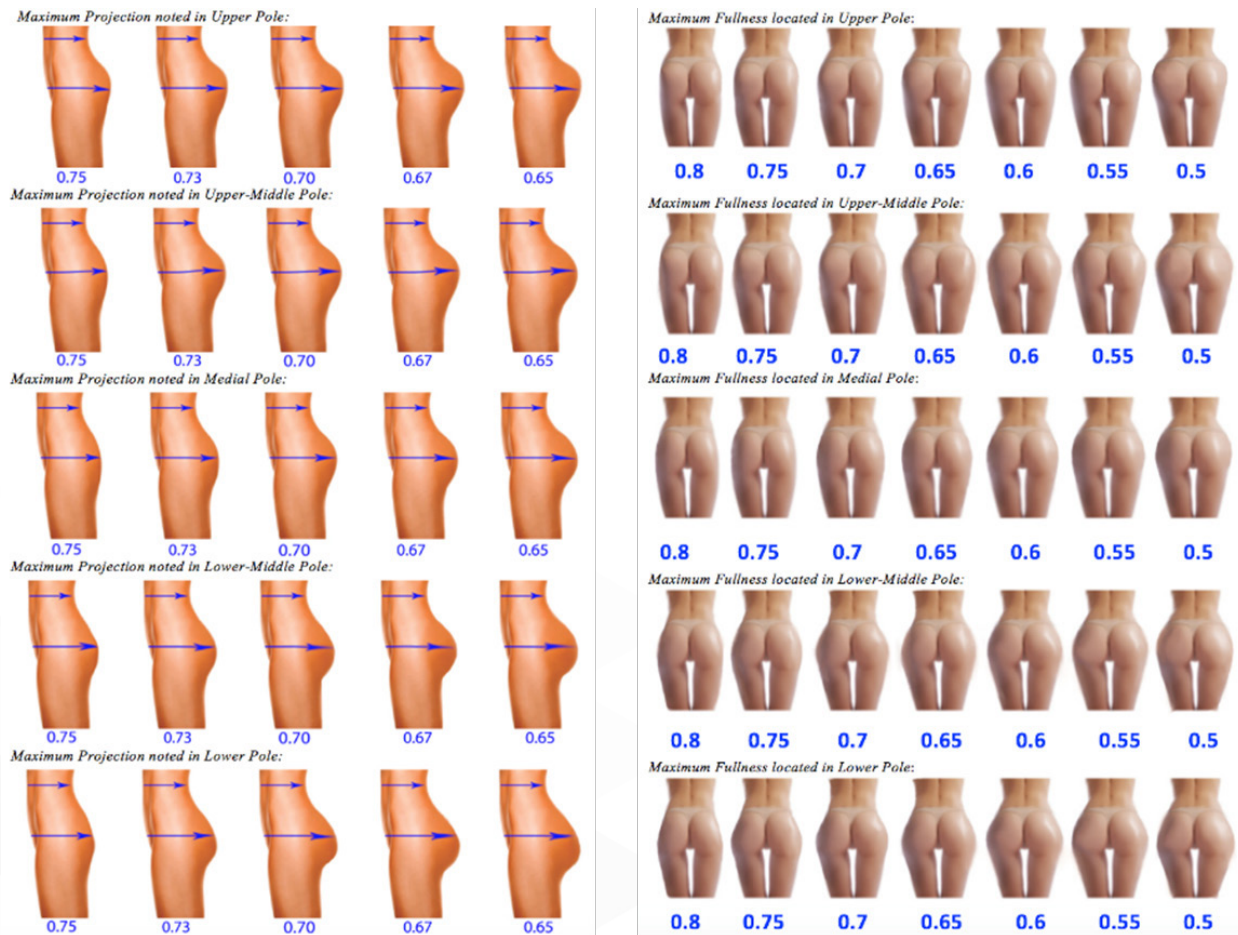 Maximum Projection noted in Upper Pole:
0.75 0.73 0.70 0.67 0.65
Maximum Projection noted in Upper-Middle Pole:
0.75 0.73 0.70 0.67 0.65
Maximum Projection noted in Medial Pole:
0.75 0.73 0.70 0.67 0.65
Maximum Projection noted in Lower-Middle Pole:
0.75 0.73 0.70 0.67 0.65
Maximum Projection noted in Lower Pole:
0.75 0.73 0.70 0.67 0.65
Maximum Fullness located in Upper Pole:
0.8 0.75 0.7 0.65 0.6 0.55 0.5
Maximum Fullness located in Upper-Middle Pole:
0.8 0.75 0.7 0.65 0.6 0.55 0.5
Maximum Fullness located in Medial Pole:
0.8 0.75 0.7 0.65 0.6 0.55 0.5
Maximum Fullness located in Lower-Middle Pole:
0.8 0.75 0.7 0.65 0.6 0.55 0.5
Maximum Fullness located in Lower Pole:
0.8 0.75 0.7 0.65 0.6 0.55 0.5